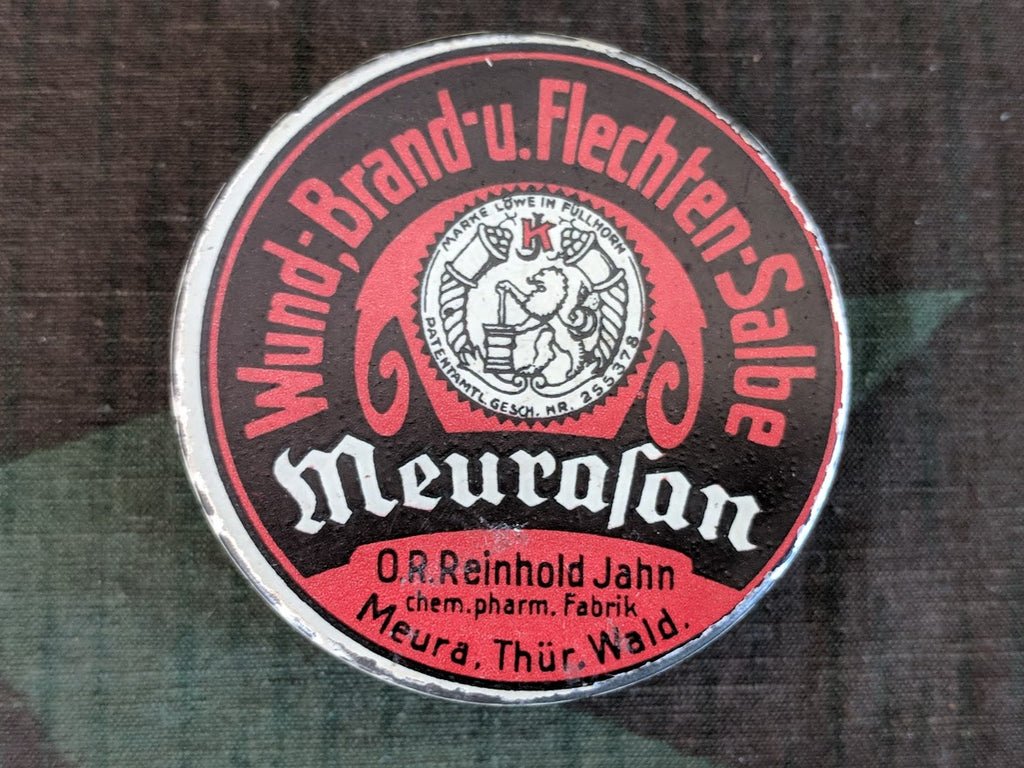 Wund-, Brand- u. Flechten-Salbe
MARKE LÖWE IM FÜLLHORN
PATENTAMTL. GESCH. NR. 255378
Meuraſan
O.R.Reinhold Jahn
chem.pharm. Fabrik
Meura. Thür. Wald.